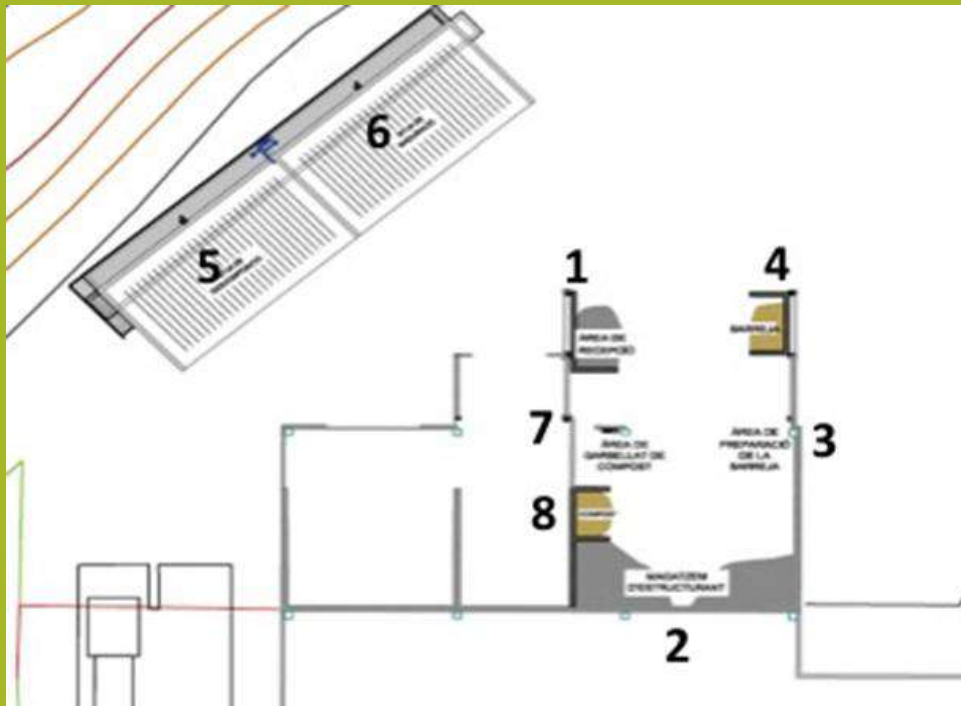 6
5
1
4
ÀREA DE
RECEPCIÓ
BARREJA
7
ÀREA DE
GARBELLAT DE
COMPOST
ÀREA DE
PREPARACIÓ
DE LA
BARREJA
3
8
COMPOST
MAGATZEM
D'ESTRUCTURANT
2